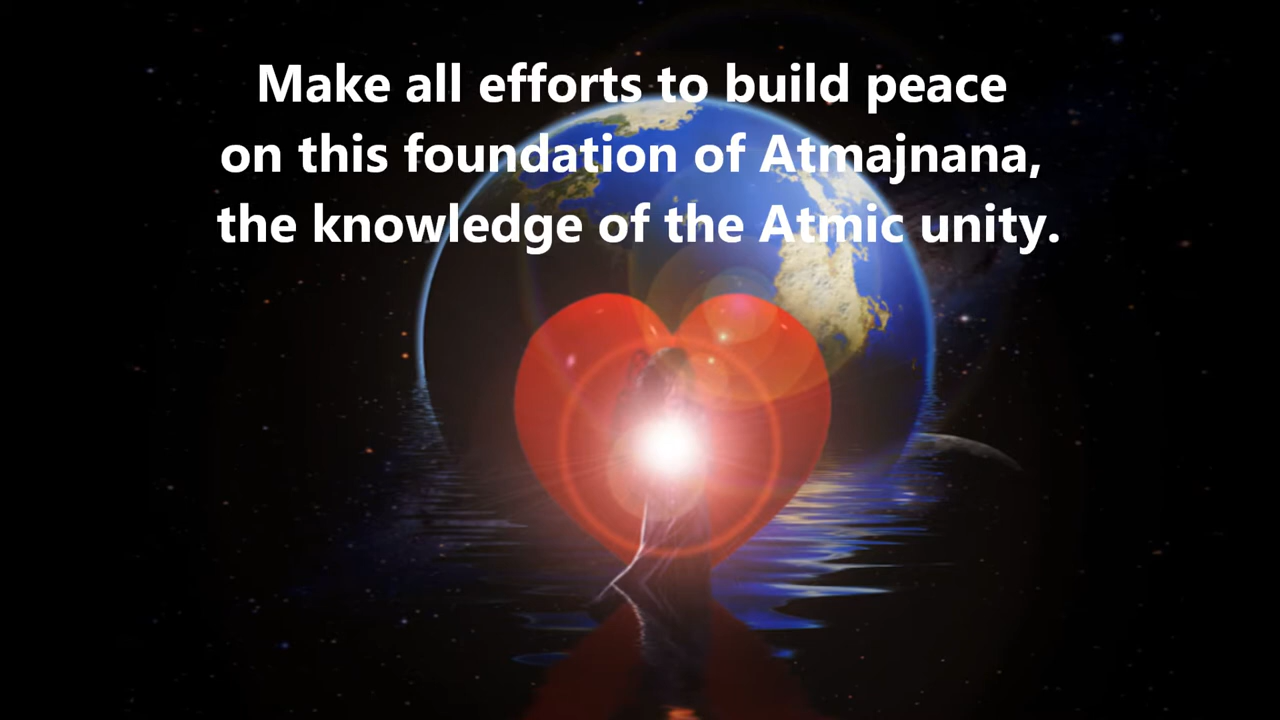 Make all efforts to build peace
on this foundation of Atmajnana,
the knowledge of the Atmic unity.